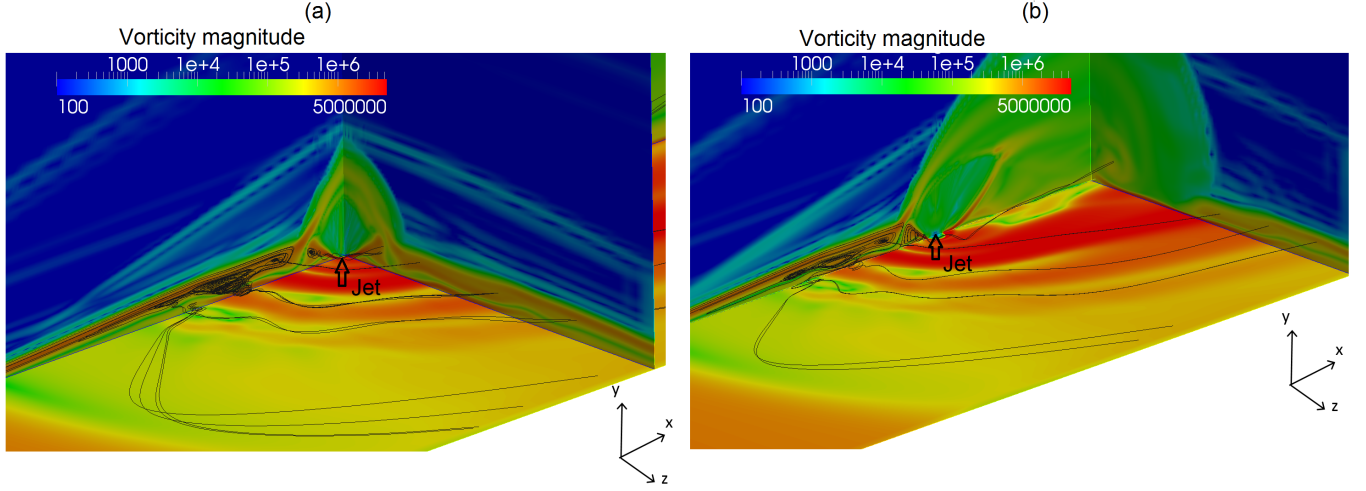 (a)
Vorticity magnitude
1000 1e+4 1e+5 1e+6
100 5000000
Jet
y
x
z
(b)
Vorticity magnitude
1000 1e+4 1e+5 1e+6
100 5000000
Jet
y
x
z